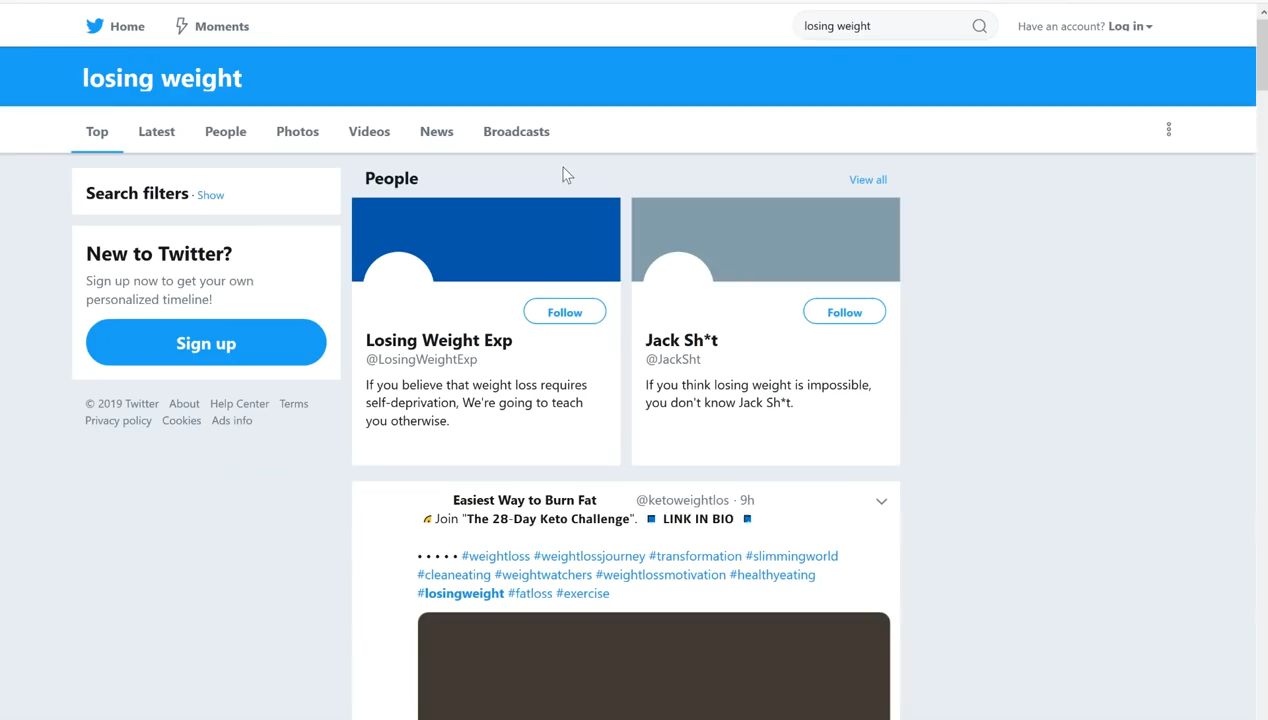 Home
Moments
losing weight
Have an account? Log in
losing weight
Top
Latest
People
Photos
Videos
News
Broadcasts
Search filters · Show
New to Twitter?
Sign up now to get your own
personalized timeline!
Sign up
© 2019 Twitter About Help Center Terms
Privacy policy Cookies Ads info
People
View all
Follow
Losing Weight Exp
@LosingWeightExp
If you believe that weight loss requires
self-deprivation, We're going to teach
you otherwise.
Follow
Jack Sh*t
@JackSht
If you think losing weight is impossible,
you don't know Jack Sh*t.
Easiest Way to Burn Fat @ketoweightlos · 9h
Join "The 28-Day Keto Challenge". LINK IN BIO
• • • • • #weightloss #weightlossjourney #transformation #slimmingworld
#cleaneating #weightwatchers #weightlossmotivation #healthyeating
#losingweight #fatloss #exercise